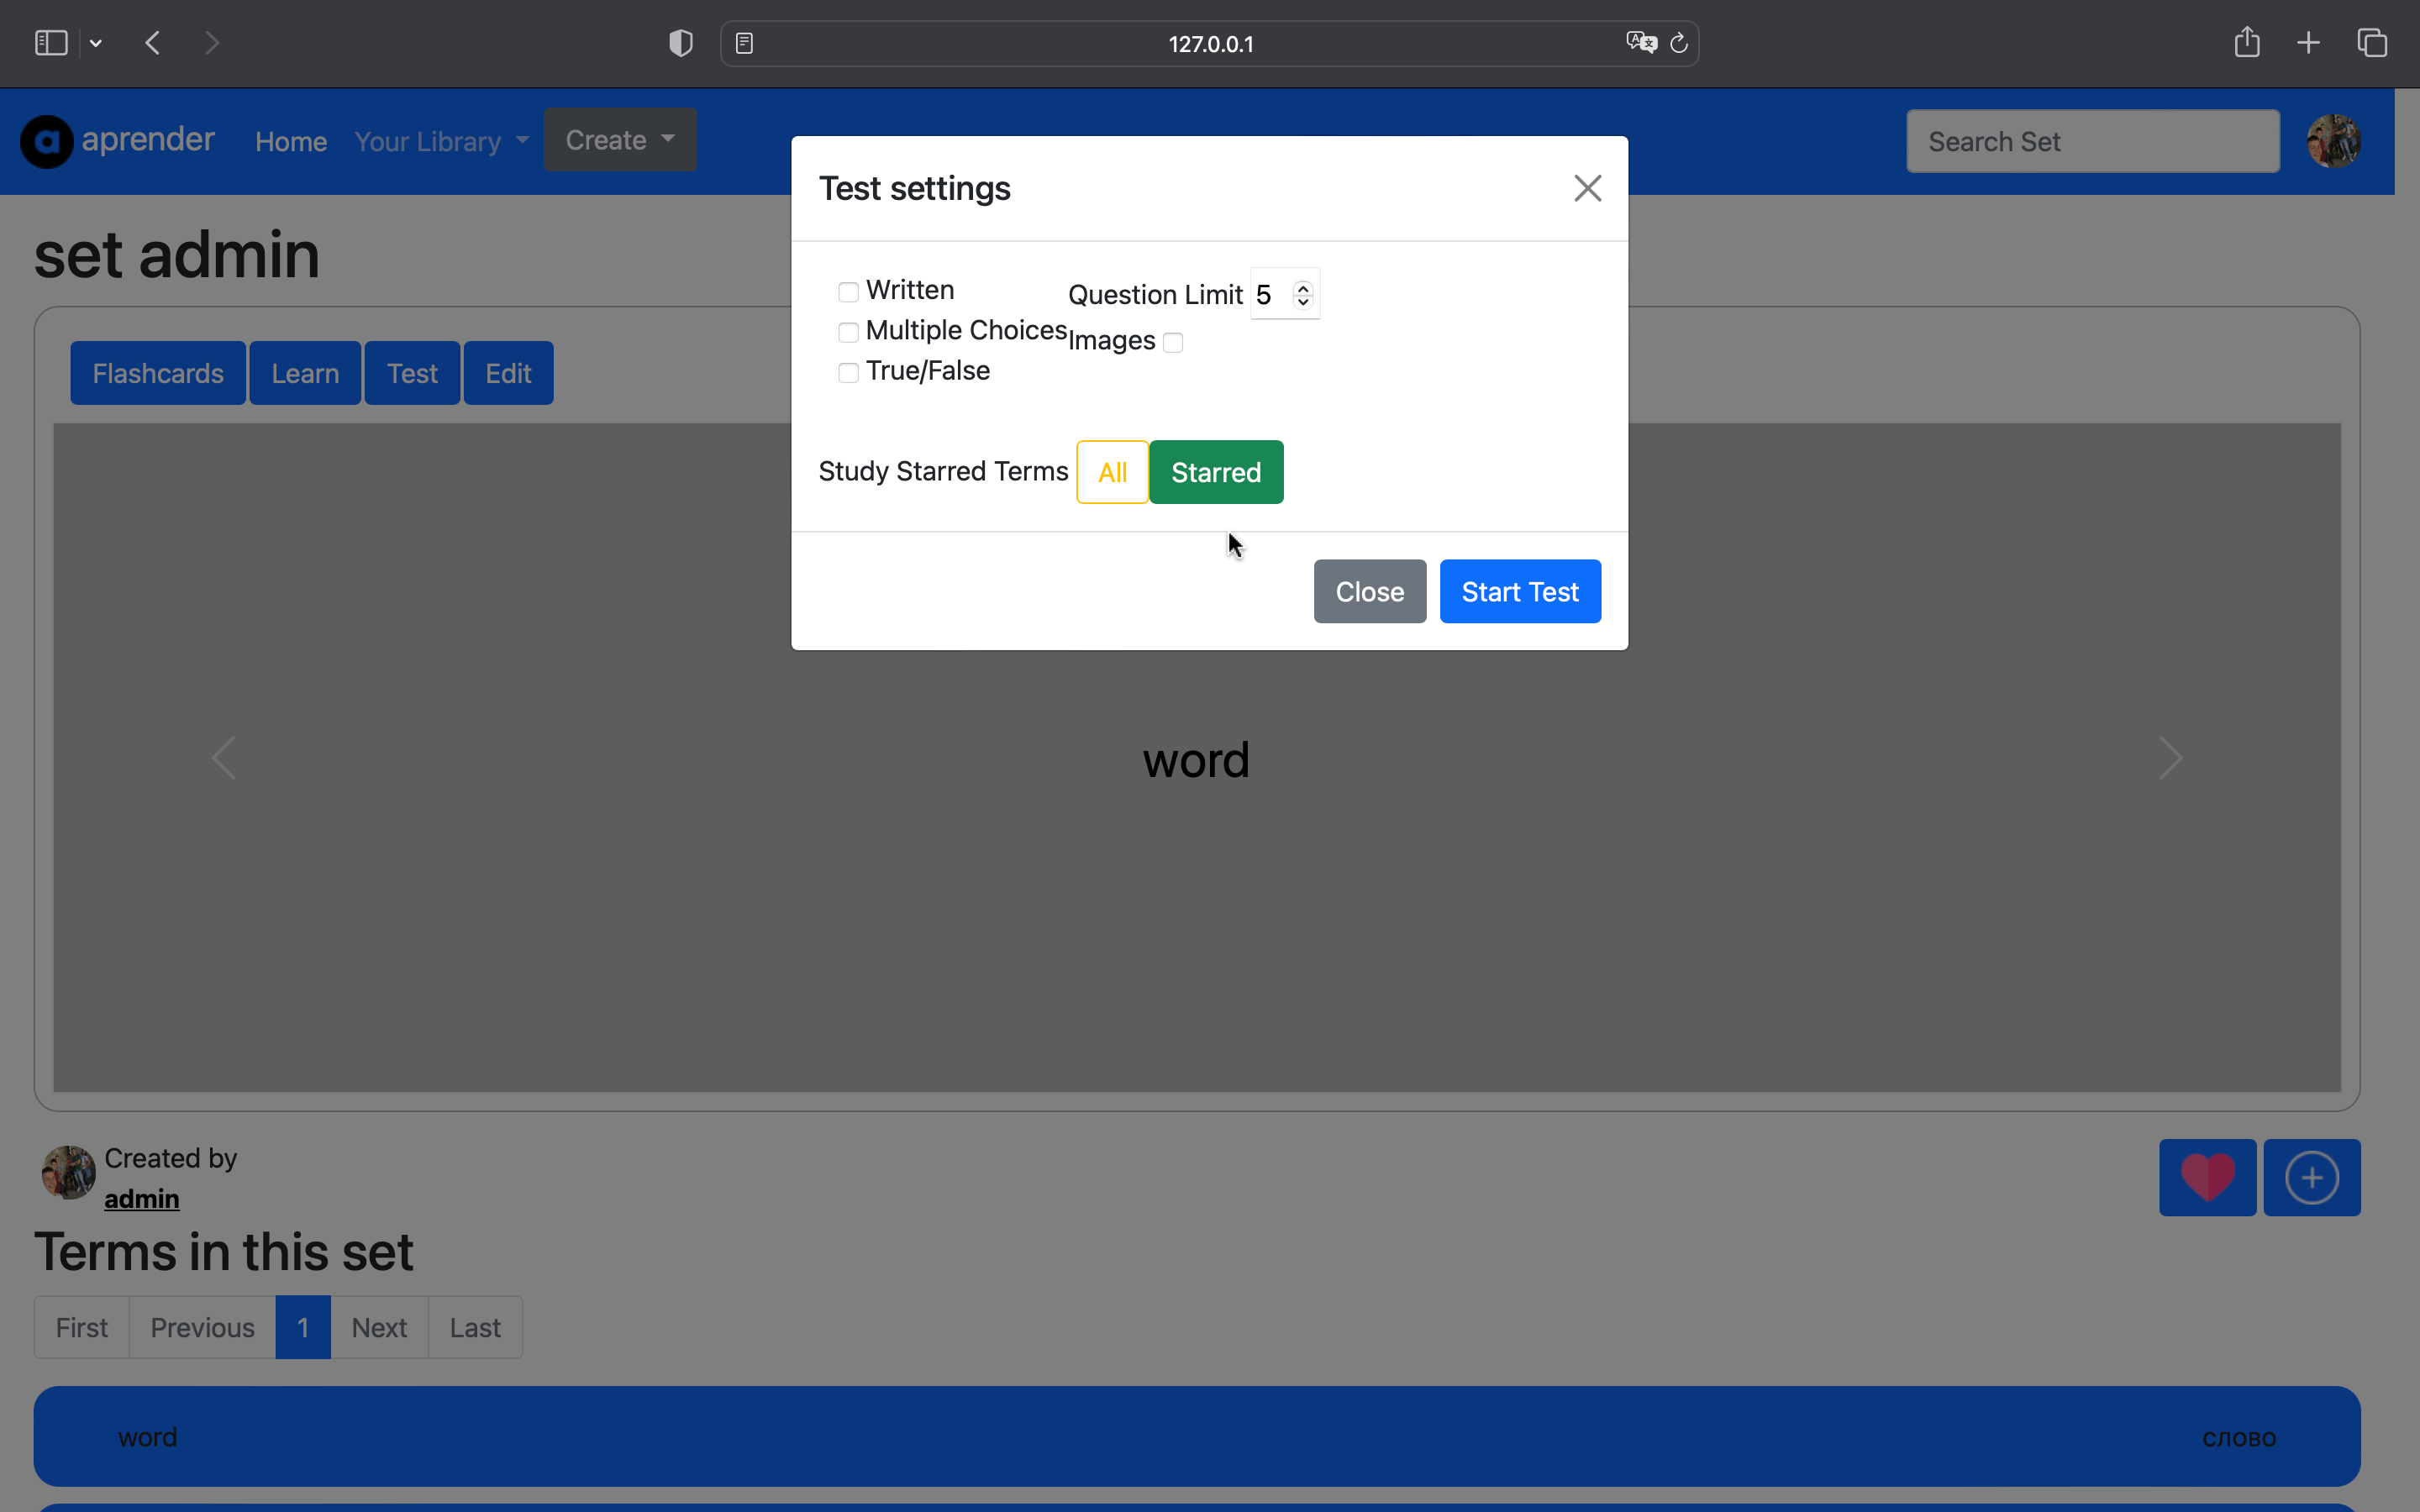 127.0.0.1
aprender Home Your Library Create Search Set
set admin
Flashcards Learn Test Edit
Test settings
Written
Multiple Choices
True/False
Question Limit 5
Images
Study Starred Terms All Starred
Close Start Test
word
Created by
admin
Terms in this set
First Previous 1 Next Last
word слово